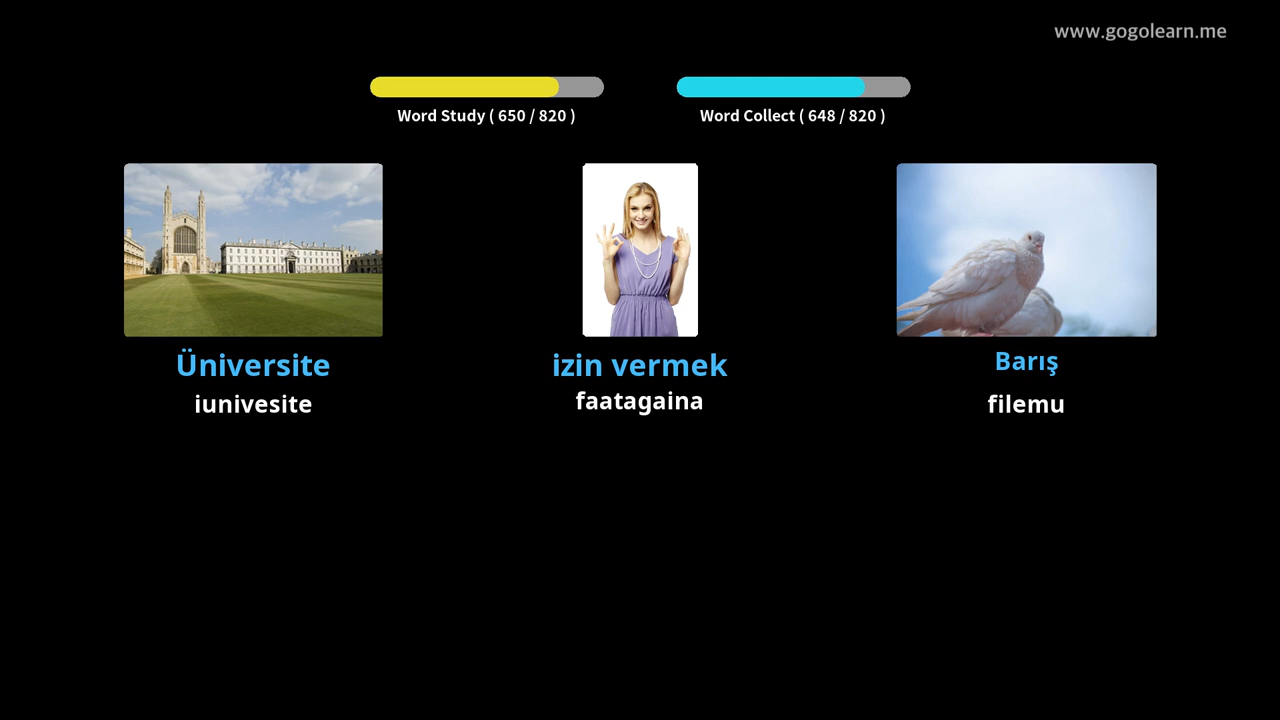 www.gogolearn.me
Word Study ( 650 / 820 )
Word Collect ( 648 / 820 )
Üniversite
izin vermek
Barış
iunivesite
faatagaina
filemu